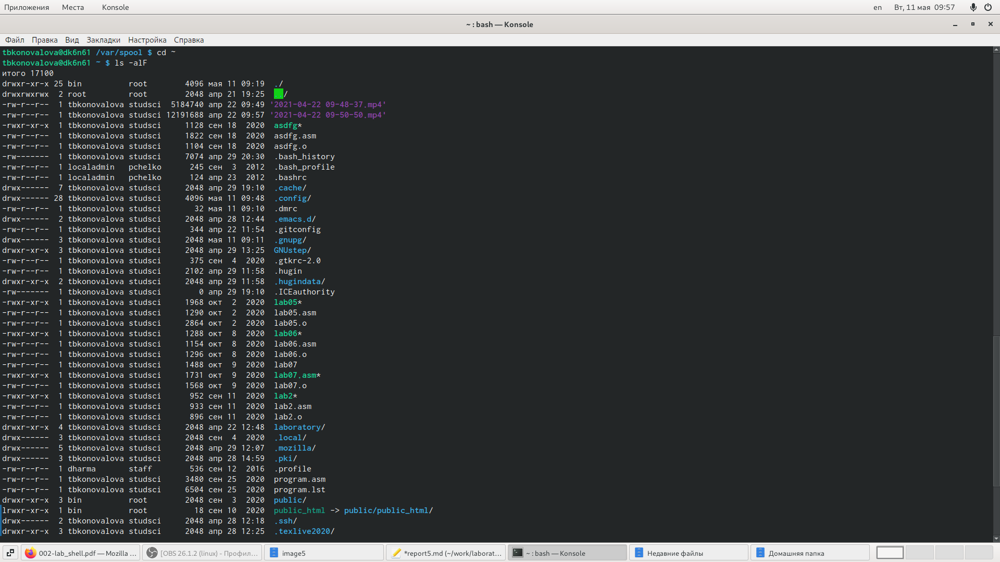 Приложения Места Konsole en Вт, 11 мая 09:57
~ : bash — Konsole
Файл Правка Вид Закладки Настройка Справка
tbkonovalova@dk6n61 /var/spool $ cd ~
tbkonovalova@dk6n61 ~ $ ls -alF
итого 17100
drwxr-xr-x 25 bin          root        4096 мая 11 09:19  ./
drwxrwxrwx  2 root         root        2048 апр 21 19:25  /
-rw-r--r--  1 tbkonovalova studsci  5184740 апр 22 09:49 '2021-04-22 09-48-37.mp4'
-rw-r--r--  1 tbkonovalova studsci 12191688 апр 22 09:57 '2021-04-22 09-50-50.mp4'
-rwxr-xr-x  1 tbkonovalova studsci     1128 сен 18  2020  asdfg*
-rw-r--r--  1 tbkonovalova studsci     1822 сен 18  2020  asdfg.asm
-rw-r--r--  1 tbkonovalova studsci     1104 сен 18  2020  asdfg.o
-rw-------  1 tbkonovalova studsci     7074 апр 29 20:30  .bash_history
-rw-r--r--  1 localadmin   pchelko      245 сен  3  2012  .bash_profile
-rw-r--r--  1 localadmin   pchelko      124 апр 23  2012  .bashrc
drwx------  7 tbkonovalova studsci     2048 апр 29 19:10  .cache/
drwx------ 28 tbkonovalova studsci     4096 мая 11 09:48  .config/
-rw-r--r--  1 tbkonovalova studsci       32 мая 11 09:10  .dmrc
drwx------  2 tbkonovalova studsci     2048 апр 28 12:44  .emacs.d/
-rw-r--r--  1 tbkonovalova studsci      344 апр 22 11:54  .gitconfig
drwx------  3 tbkonovalova studsci     2048 мая 11 09:11  .gnupg/
drwxr-xr-x  3 tbkonovalova studsci     2048 апр 29 13:25  GNUstep/
-rw-r--r--  1 tbkonovalova studsci      375 сен  4  2020  .gtkrc-2.0
-rw-r--r--  1 tbkonovalova studsci     2102 апр 29 11:58  .hugin
drwxr-xr-x  2 tbkonovalova studsci     2048 апр 29 11:58  .hugindata/
-rw-------  1 tbkonovalova studsci        0 апр 29 19:10  .ICEauthority
-rwxr-xr-x  1 tbkonovalova studsci     1968 окт  2  2020  lab05*
-rw-r--r--  1 tbkonovalova studsci     1290 окт  2  2020  lab05.asm
-rw-r--r--  1 tbkonovalova studsci     2864 окт  2  2020  lab05.o
-rwxr-xr-x  1 tbkonovalova studsci     1288 окт  8  2020  lab06*
-rw-r--r--  1 tbkonovalova studsci     1154 окт  8  2020  lab06.asm
-rw-r--r--  1 tbkonovalova studsci     1296 окт  8  2020  lab06.o
-rw-r--r--  1 tbkonovalova studsci     1488 окт  9  2020  lab07
-rwxr-xr-x  1 tbkonovalova studsci     1731 окт  9  2020  lab07.asm*
-rw-r--r--  1 tbkonovalova studsci     1568 окт  9  2020  lab07.o
-rwxr-xr-x  1 tbkonovalova studsci      952 сен 11  2020  lab2*
-rw-r--r--  1 tbkonovalova studsci      933 сен 11  2020  lab2.asm
-rw-r--r--  1 tbkonovalova studsci      896 сен 11  2020  lab2.o
drwxr-xr-x  4 tbkonovalova studsci     2048 апр 22 12:48  laboratory/
drwx------  3 tbkonovalova studsci     2048 сен  4  2020  .local/
drwx------  5 tbkonovalova studsci     2048 апр 29 12:07  .mozilla/
drwx------  3 tbkonovalova studsci     2048 апр 28 14:59  .pki/
-rw-r--r--  1 dharma       staff        536 сен 12  2016  .profile
-rw-r--r--  1 tbkonovalova studsci     3480 сен 25  2020  program.asm
-rw-r--r--  1 tbkonovalova studsci     6504 сен 25  2020  program.lst
drwxr-xr-x  3 bin          root        2048 сен  3  2020  public/
lrwxr-xr-x  1 bin          root          18 сен 10  2020  public_html -> public/public_html/
drwx------  2 tbkonovalova studsci     2048 апр 28 12:18  .ssh/
drwxr-xr-x  3 tbkonovalova studsci     2048 апр 28 12:25  .texlive2020/
002-lab_shell.pdf — Mozilla ... [OBS 26.1.2 (linux) - Профил... image5 *report5.md (~/work/laborat... ~ : bash — Konsole Недавние файлы Домашняя папка